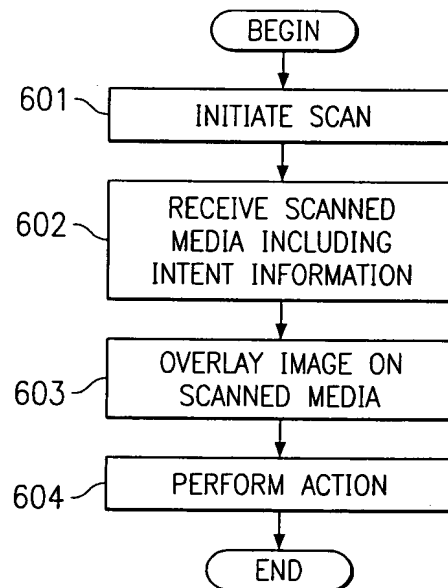 BEGIN
601
INITIATE SCAN
602
RECEIVE SCANNED
MEDIA INCLUDING
INTENT INFORMATION
603
OVERLAY IMAGE ON
SCANNED MEDIA
604
PERFORM ACTION
END